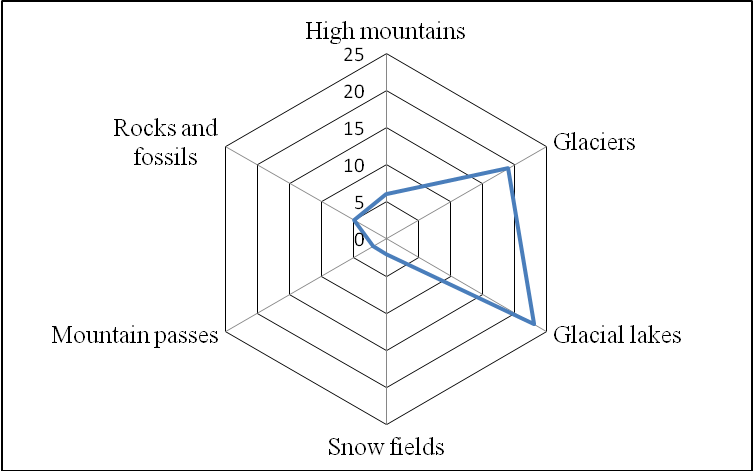 High mountains
25
20
15
10
5
0
Rocks and
fossils
Glaciers
Mountain passes
Glacial lakes
Snow fields